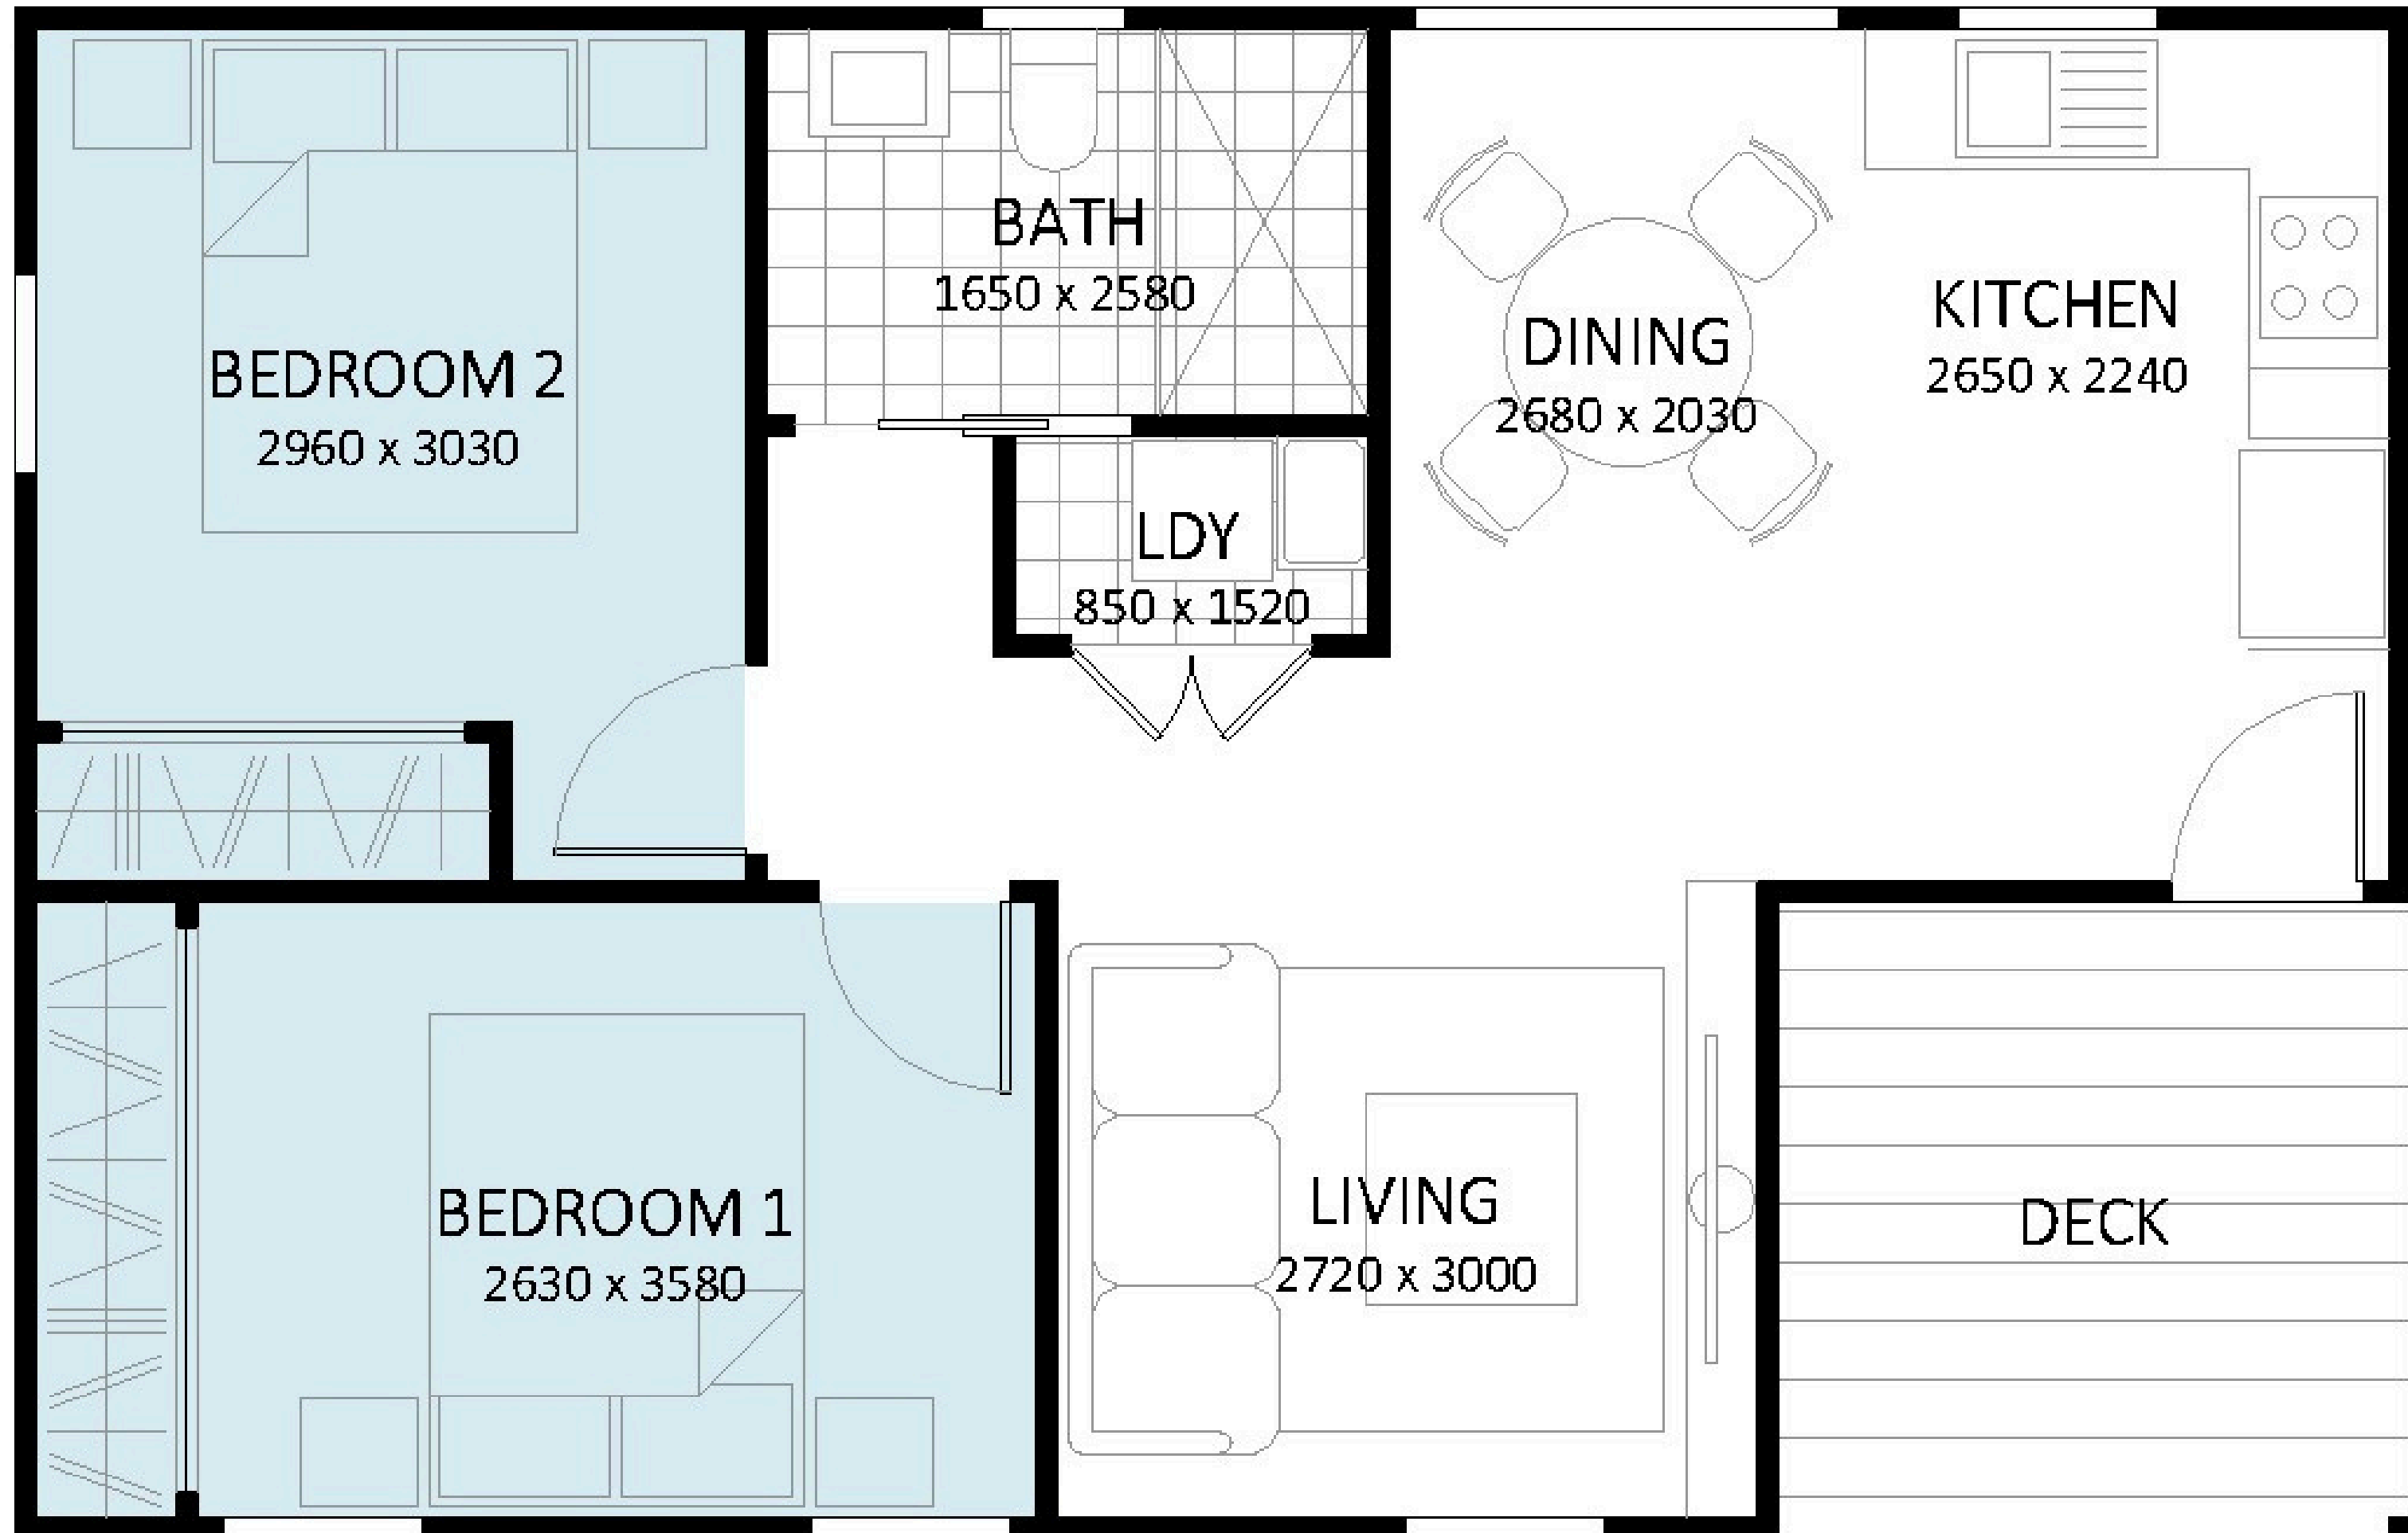 BATH
1650 x 2580
BEDROOM 2
2960 x 3030
DINING
2680 x 2030
KITCHEN
2650 x 2240
LDY
850 x 1520
BEDROOM 1
2630 x 3580
LIVING
2720 x 3000
DECK